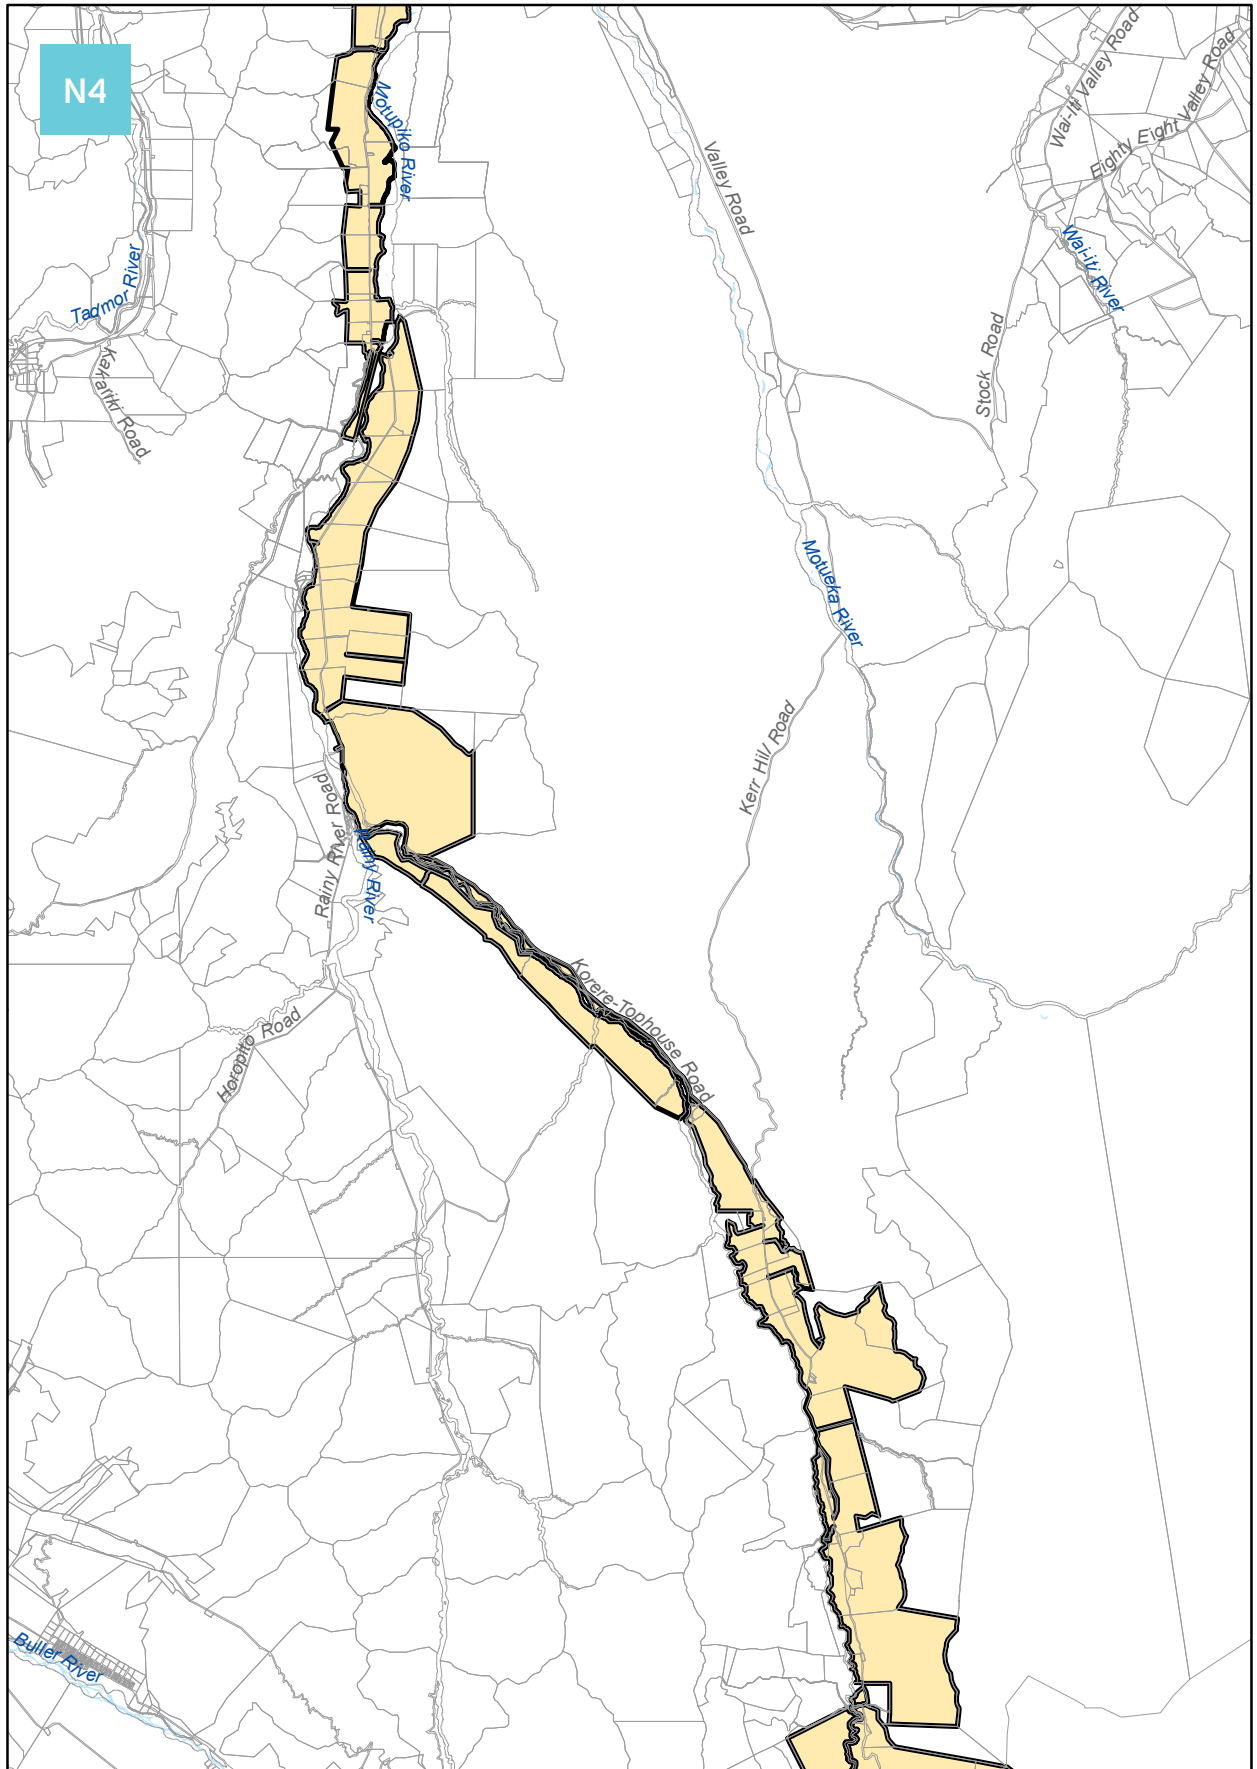 N4
Motupiko River
Valley Road
Wai-Iti Valley Road
Eighty Eight Valley Road
Wai-iti River
Tadmor River
Kakariki Road
Stock Road
Motueka River
Kerr Hill Road
Rainy River Road
Rainy River
Korere-Tophouse Road
Horopito Road
Buller River